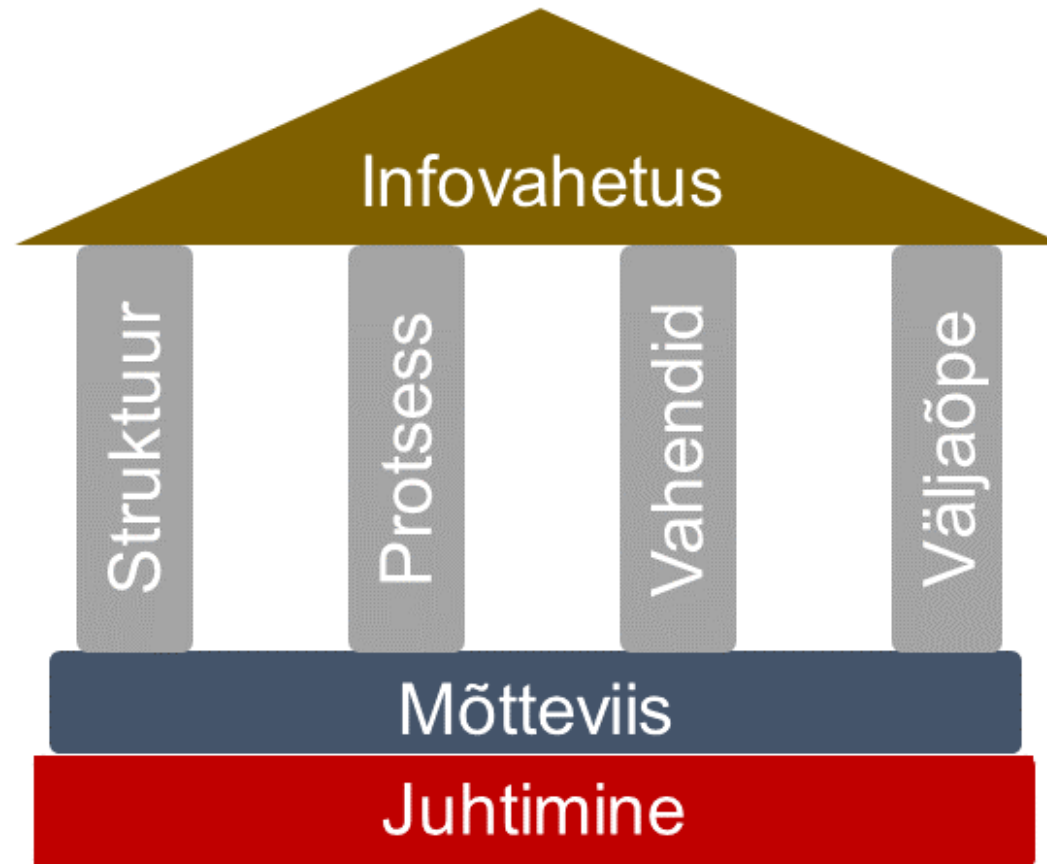 Infovahetus
Struktuur
Protsess
Vahendid
Väljaõpe
Mõtteviis
Juhtimine